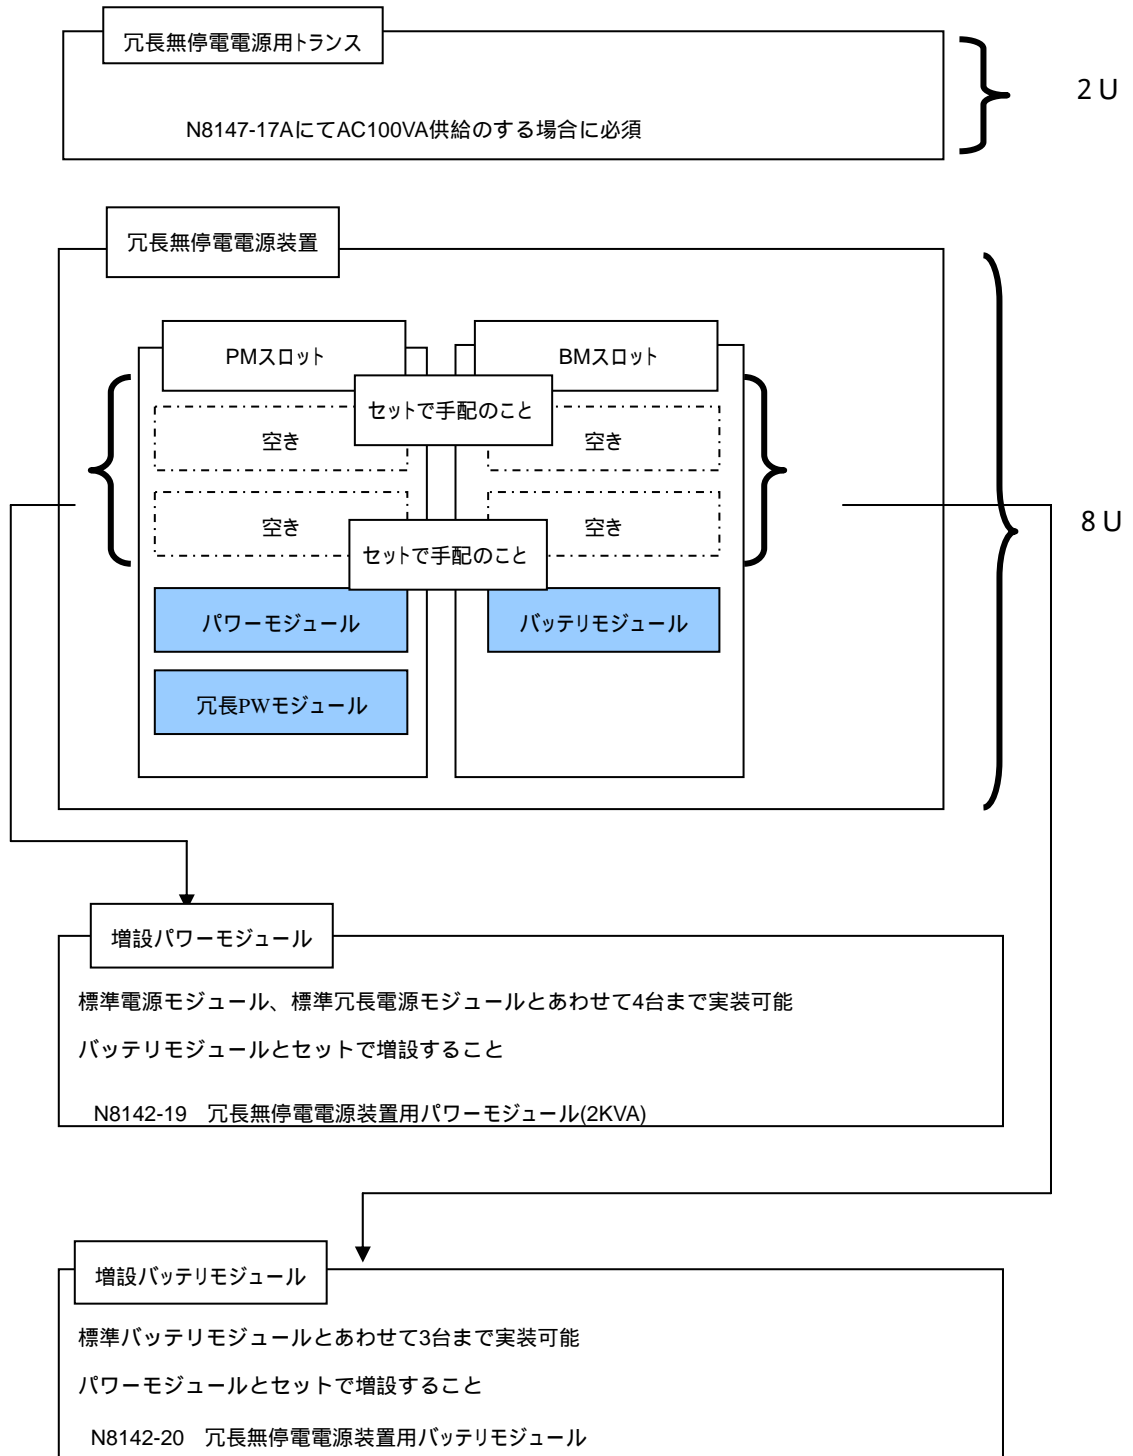 冗長無停電電源用トランス
2U
N8147-17AにてAC100VA供給のする場合に必須
冗長無停電電源装置
PMスロット
BMスロット
セットで手配のこと
空き
空き
空き
空き
セットで手配のこと
8U
パワーモジュール
バッテリモジュール
冗長PWモジュール
増設パワーモジュール
標準電源モジュール、標準冗長電源モジュールとあわせて4台まで実装可能
バッテリモジュールとセットで増設すること
N8142-19 冗長無停電電源装置用パワーモジュール(2KVA)
増設バッテリモジュール
標準バッテリモジュールとあわせて3台まで実装可能
パワーモジュールとセットで増設すること
N8142-20 冗長無停電電源装置用バッテリモジュール